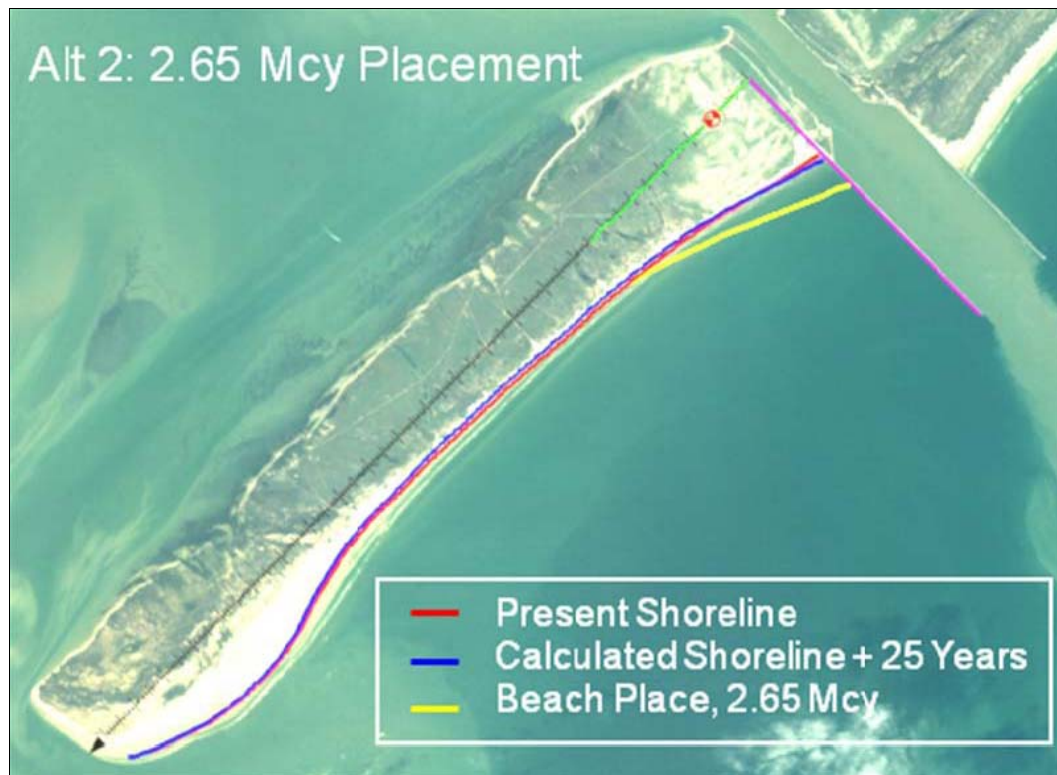 Alt 2: 2.65 Mcy Placement
Present Shoreline
Calculated Shoreline + 25 Years
Beach Place, 2.65 Mcy